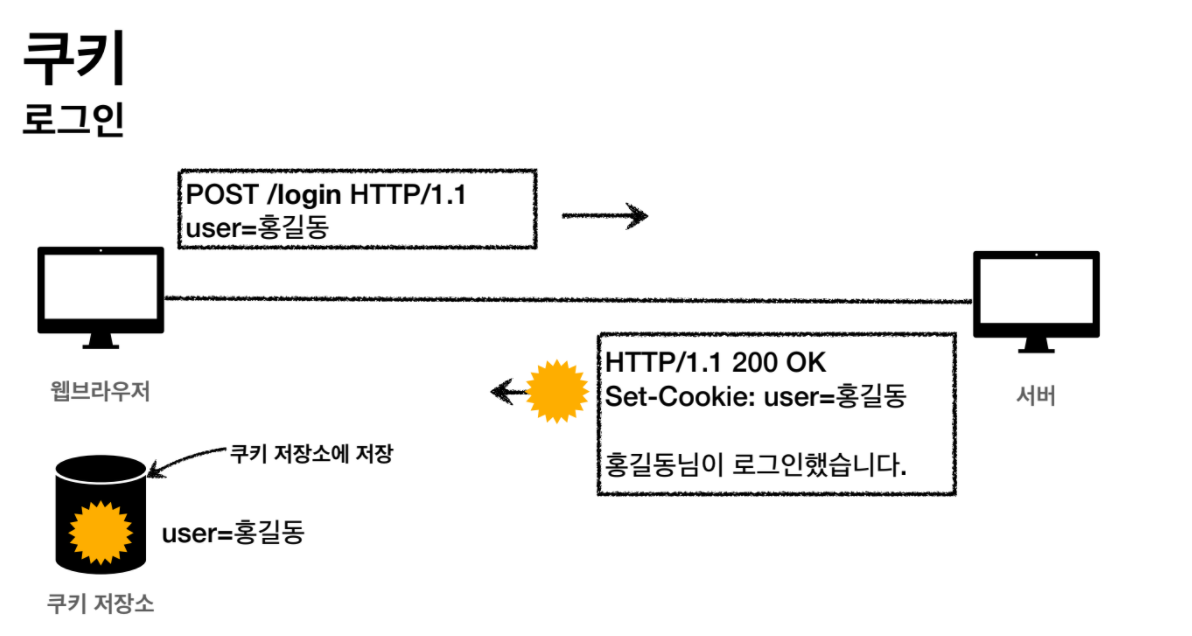 쿠키
로그인
POST /login HTTP/1.1
user=홍길동
웹브라우저
서버
HTTP/1.1 200 OK
Set-Cookie: user=홍길동
홍길동님이 로그인했습니다.
쿠키 저장소에 저장
user=홍길동
쿠키 저장소